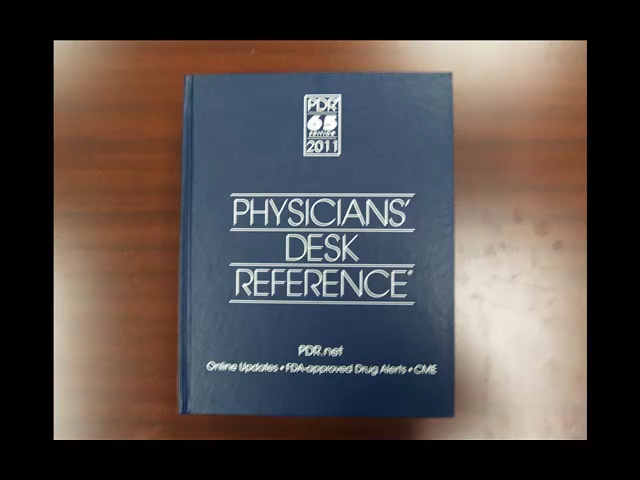 PDR®
65
EDITION
2011
PHYSICIANS'
DESK
REFERENCE®
PDR.net
Online Updates • FDA-approved Drug Alerts • CME